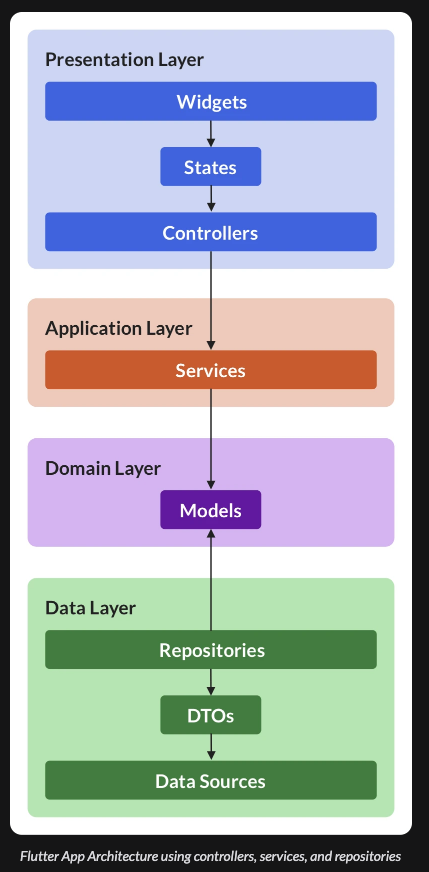 Presentation Layer
Widgets
States
Controllers
Application Layer
Services
Domain Layer
Models
Data Layer
Repositories
DTOs
Data Sources
Flutter App Architecture using controllers, services, and repositories